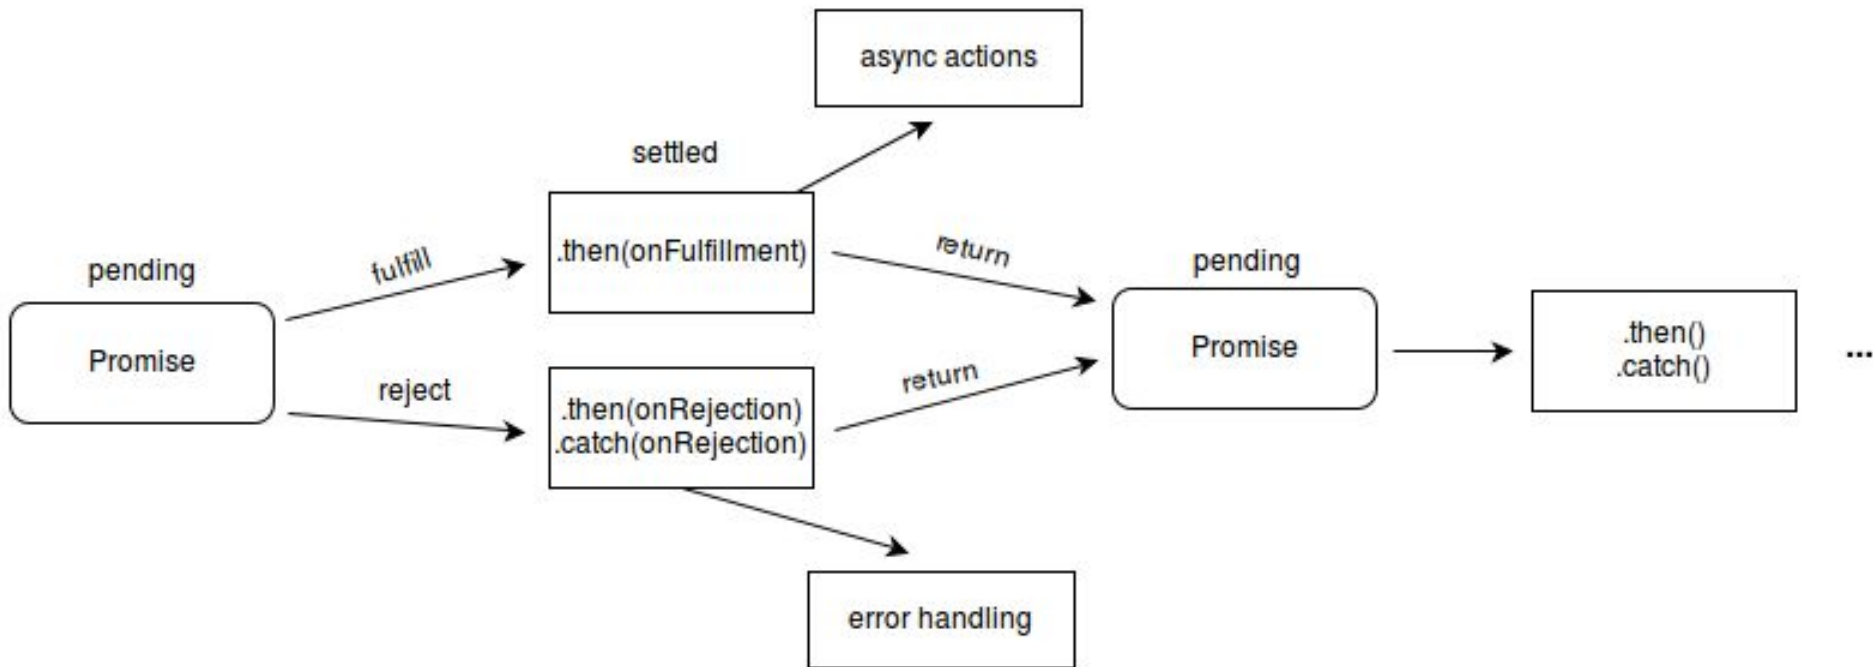 async actions
settled
.then(onFulfillment)
fulfill
return
pending
pending
Promise
Promise
.then()
.catch()
...
reject
return
.then(onRejection)
.catch(onRejection)
error handling